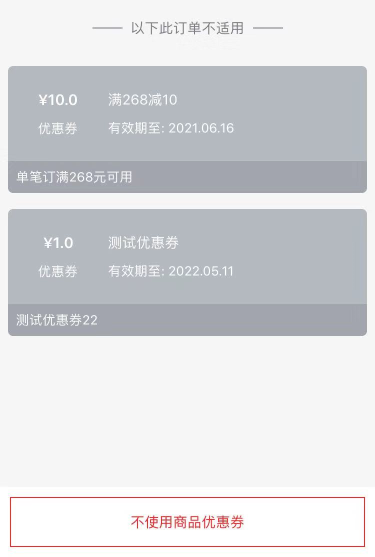 以下此订单不适用
¥10.0
满268减10
优惠券
有效期至: 2021.06.16
单笔订满268元可用
¥1.0
测试优惠券
优惠券
有效期至: 2022.05.11
测试优惠券22
不使用商品优惠券